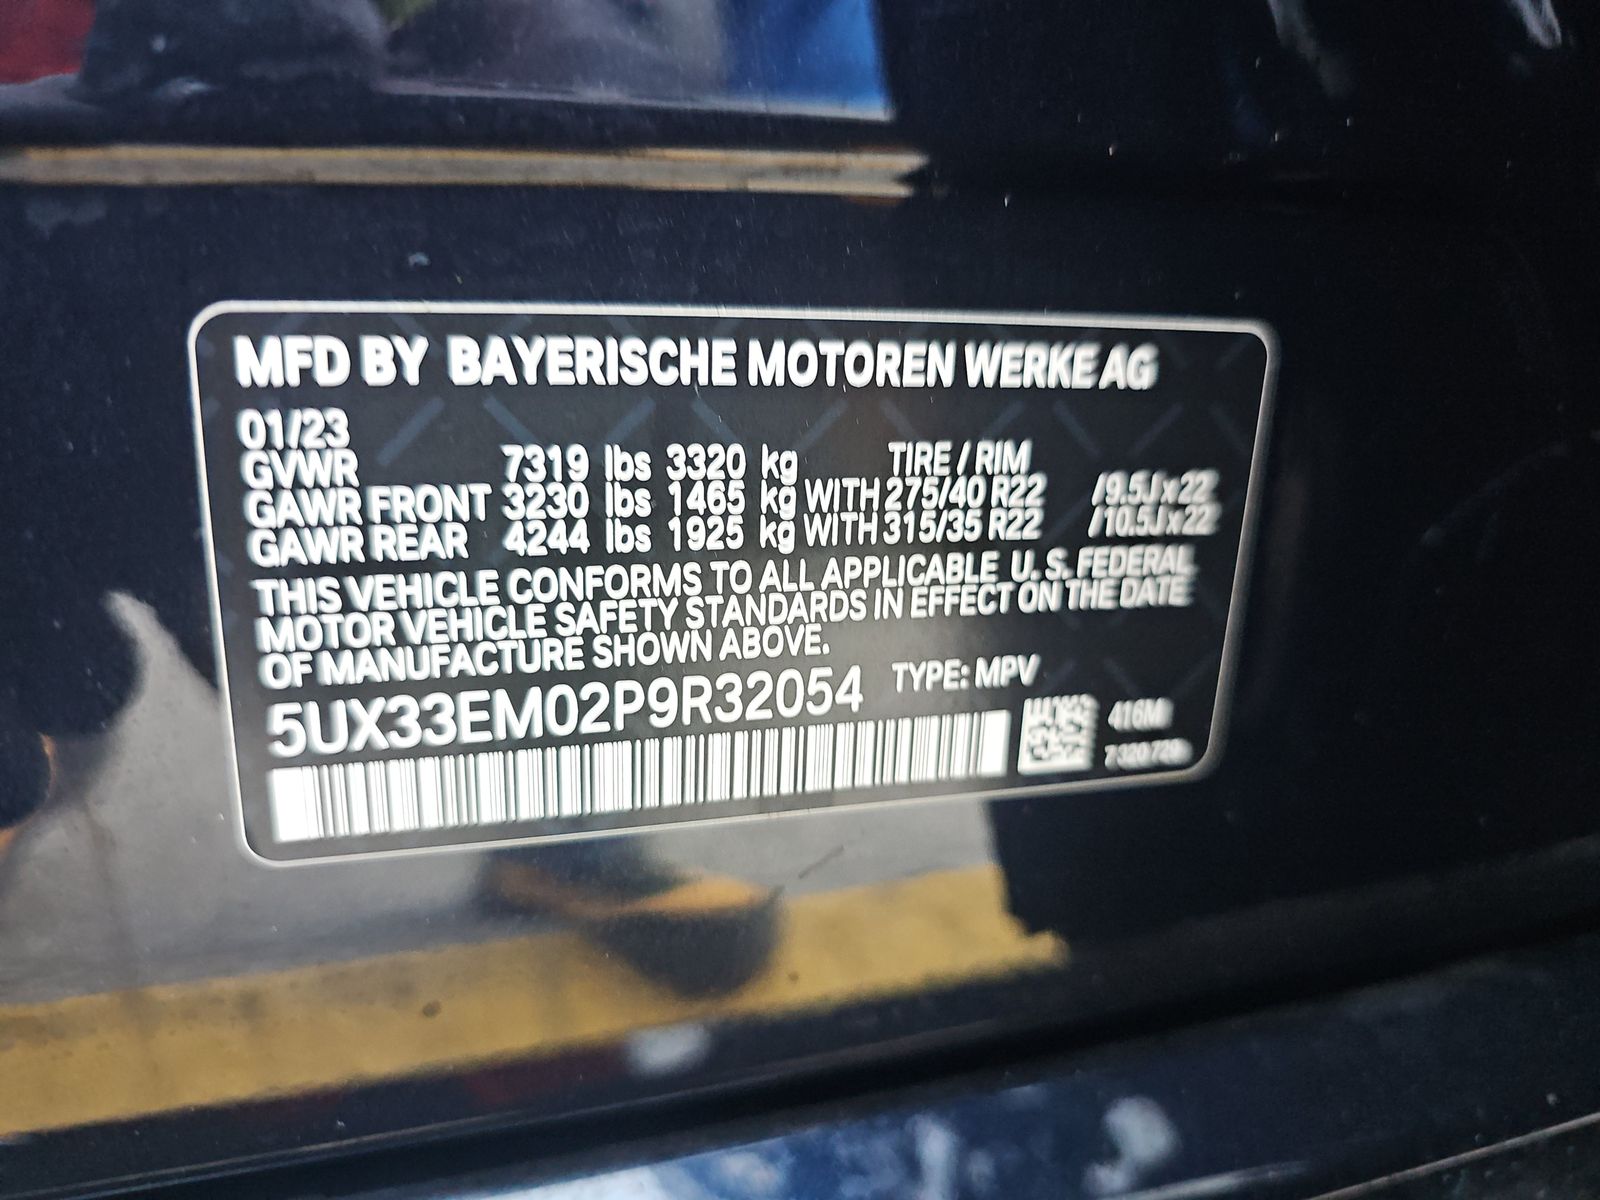 MFD BY BAYERISCHE MOTOREN WERKE AG
01/23
GVWR 7319 lbs 3320 kg TIRE / RIM
GAWR FRONT 3230 lbs 1465 kg WITH 275/40 R22 /9.5Jx22"
GAWR REAR 4244 lbs 1925 kg WITH 315/35 R22 /10.5Jx22"
THIS VEHICLE CONFORMS TO ALL APPLICABLE U. S. FEDERAL
MOTOR VEHICLE SAFETY STANDARDS IN EFFECT ON THE DATE
OF MANUFACTURE SHOWN ABOVE.
5UX33EM02P9R32054 TYPE: MPV
416MI